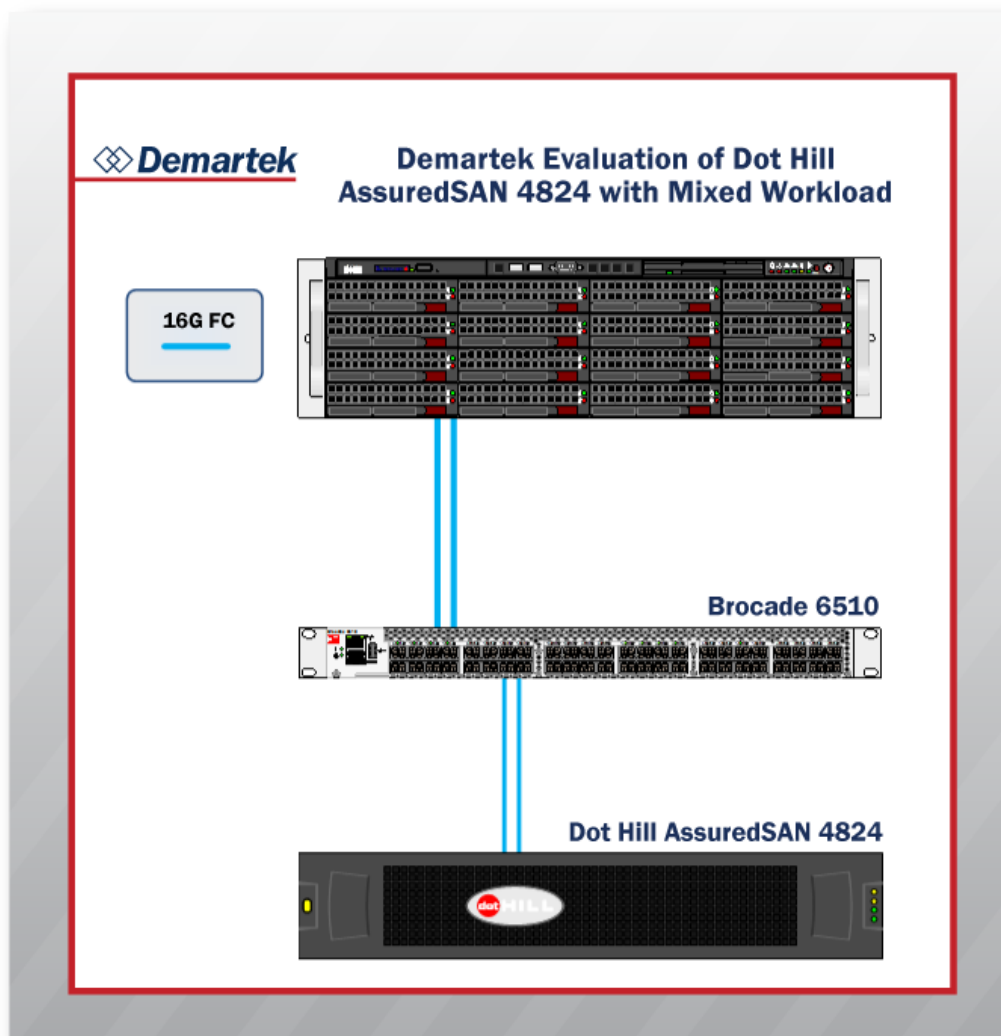 Demartek
Demartek Evaluation of Dot Hill
AssuredSAN 4824 with Mixed Workload
16G FC
Brocade 6510
Dot Hill AssuredSAN 4824
dot HILL